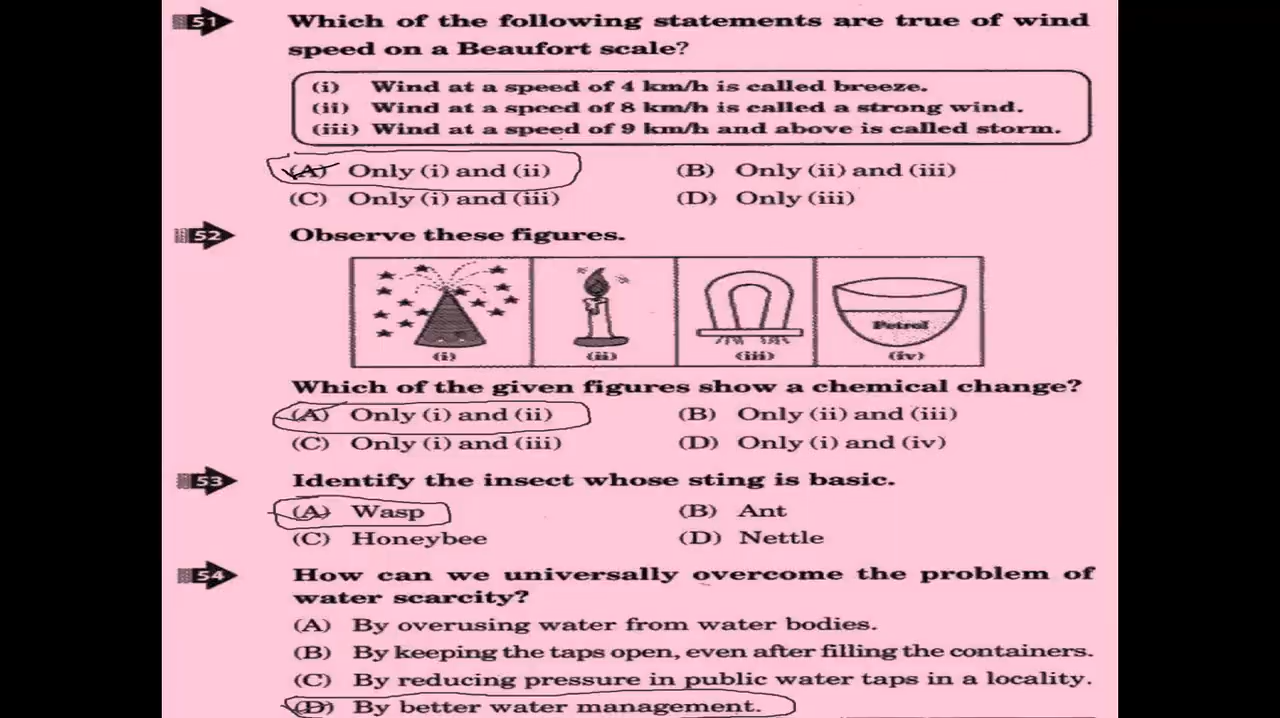 51 Which of the following statements are true of wind
speed on a Beaufort scale?
(i) Wind at a speed of 4 km/h is called breeze.
(ii) Wind at a speed of 8 km/h is called a strong wind.
(iii) Wind at a speed of 9 km/h and above is called storm.
(A) Only (i) and (ii) (B) Only (ii) and (iii)
(C) Only (i) and (iii) (D) Only (iii)
52 Observe these figures.
Petrol
(i) (ii) (iii) (iv)
Which of the given figures show a chemical change?
(A) Only (i) and (ii) (B) Only (ii) and (iii)
(C) Only (i) and (iii) (D) Only (i) and (iv)
53 Identify the insect whose sting is basic.
(A) Wasp (B) Ant
(C) Honeybee (D) Nettle
54 How can we universally overcome the problem of
water scarcity?
(A) By overusing water from water bodies.
(B) By keeping the taps open, even after filling the containers.
(C) By reducing pressure in public water taps in a locality.
(D) By better water management.